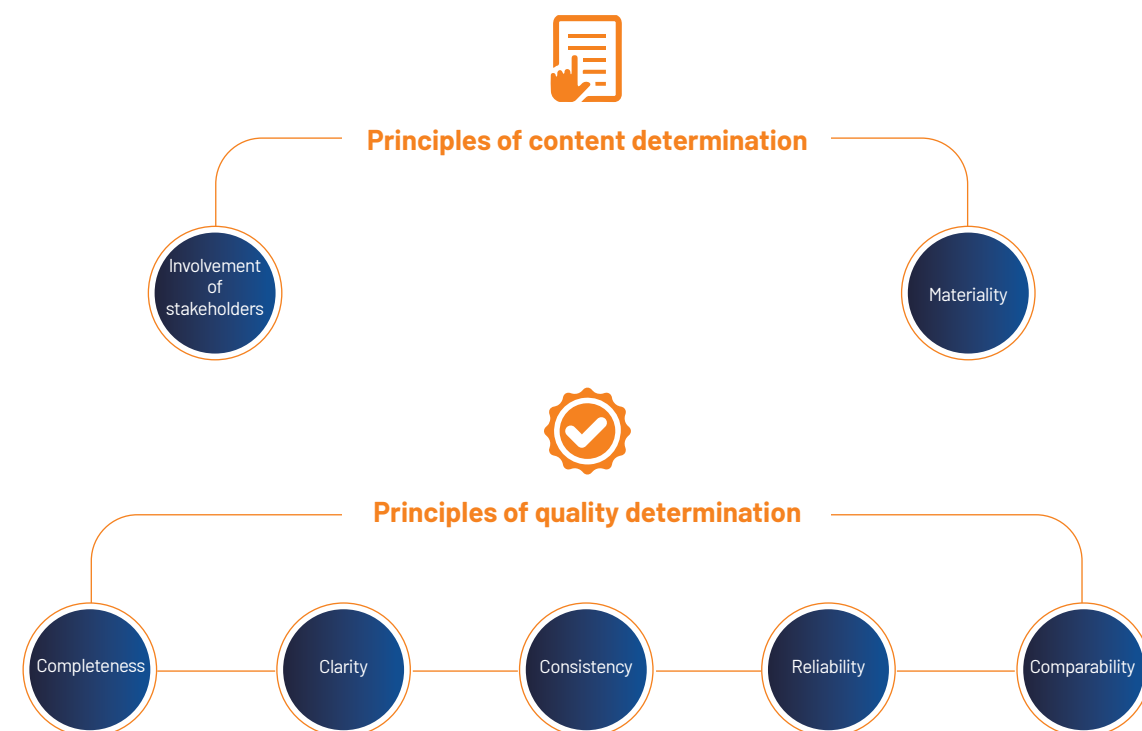 Principles of content determination
Involvement
of
stakeholders
Materiality
Principles of quality determination
Completeness
Clarity
Consistency
Reliability
Comparability